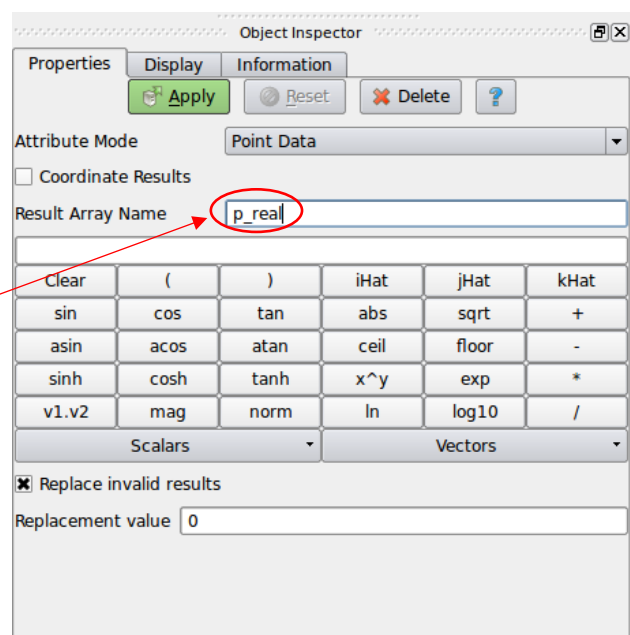 Object Inspector
Properties Display Information
Apply Reset Delete ?
Attribute Mode Point Data
Coordinate Results
Result Array Name p_real
Clear ( ) iHat jHat kHat
sin cos tan abs sqrt +
asin acos atan ceil floor -
sinh cosh tanh x^y exp *
v1.v2 mag norm ln log10 /
Scalars Vectors
Replace invalid results
Replacement value 0